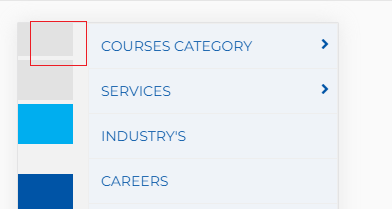 COURSES CATEGORY
SERVICES
INDUSTRY'S
CAREERS